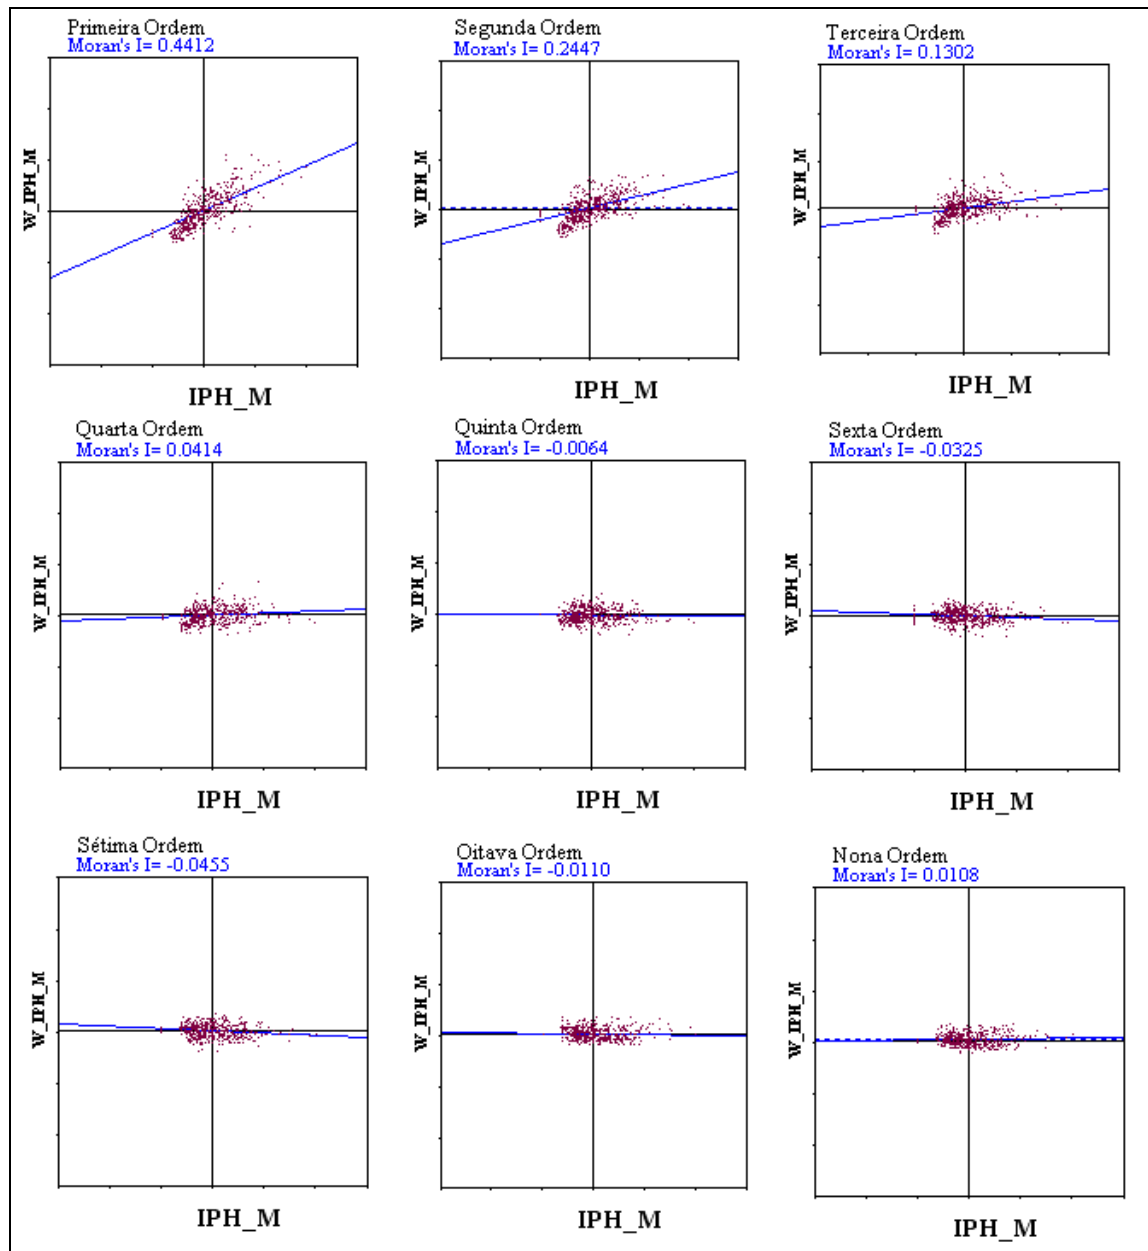 Primeira Ordem
Moran's I= 0.4412
W_IPH_M
IPH_M
Segunda Ordem
Moran's I= 0.2447
W_IPH_M
IPH_M
Terceira Ordem
Moran's I= 0.1302
W_IPH_M
IPH_M
Quarta Ordem
Moran's I= 0.0414
W_IPH_M
IPH_M
Quinta Ordem
Moran's I= -0.0064
W_IPH_M
IPH_M
Sexta Ordem
Moran's I= -0.0325
W_IPH_M
IPH_M
Sétima Ordem
Moran's I= -0.0455
W_IPH_M
IPH_M
Oitava Ordem
Moran's I= -0.0110
W_IPH_M
IPH_M
Nona Ordem
Moran's I= 0.0108
W_IPH_M
IPH_M